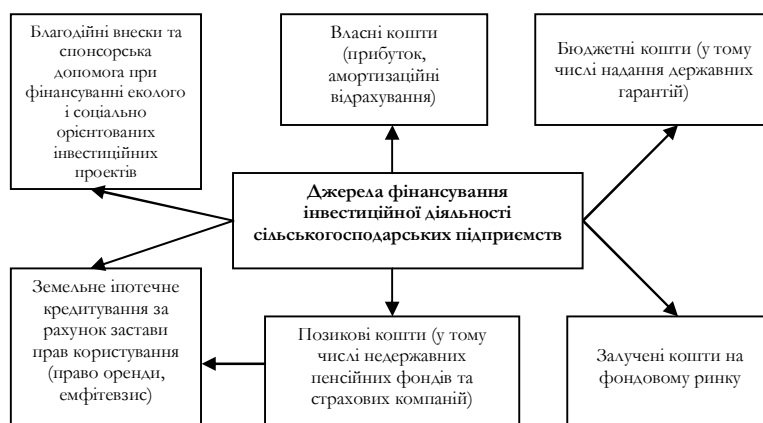 Благодійні внески та
спонсорська
допомога при
фінансуванні еколого
і соціально
орієнтованих
інвестиційних
проектів
Власні кошти
(прибуток,
амортизаційні
відрахування)
Бюджетні кошти (у тому
числі надання державних
гарантій)
Джерела фінансування
інвестиційної діяльності
сільськогосподарських підприємств
Земельне іпотечне
кредитування за
рахунок застави
прав користування
(право оренди,
емфітевзис)
Позикові кошти (у тому
числі недержавних
пенсійних фондів та
страхових компаній)
Залучені кошти на
фондовому ринку